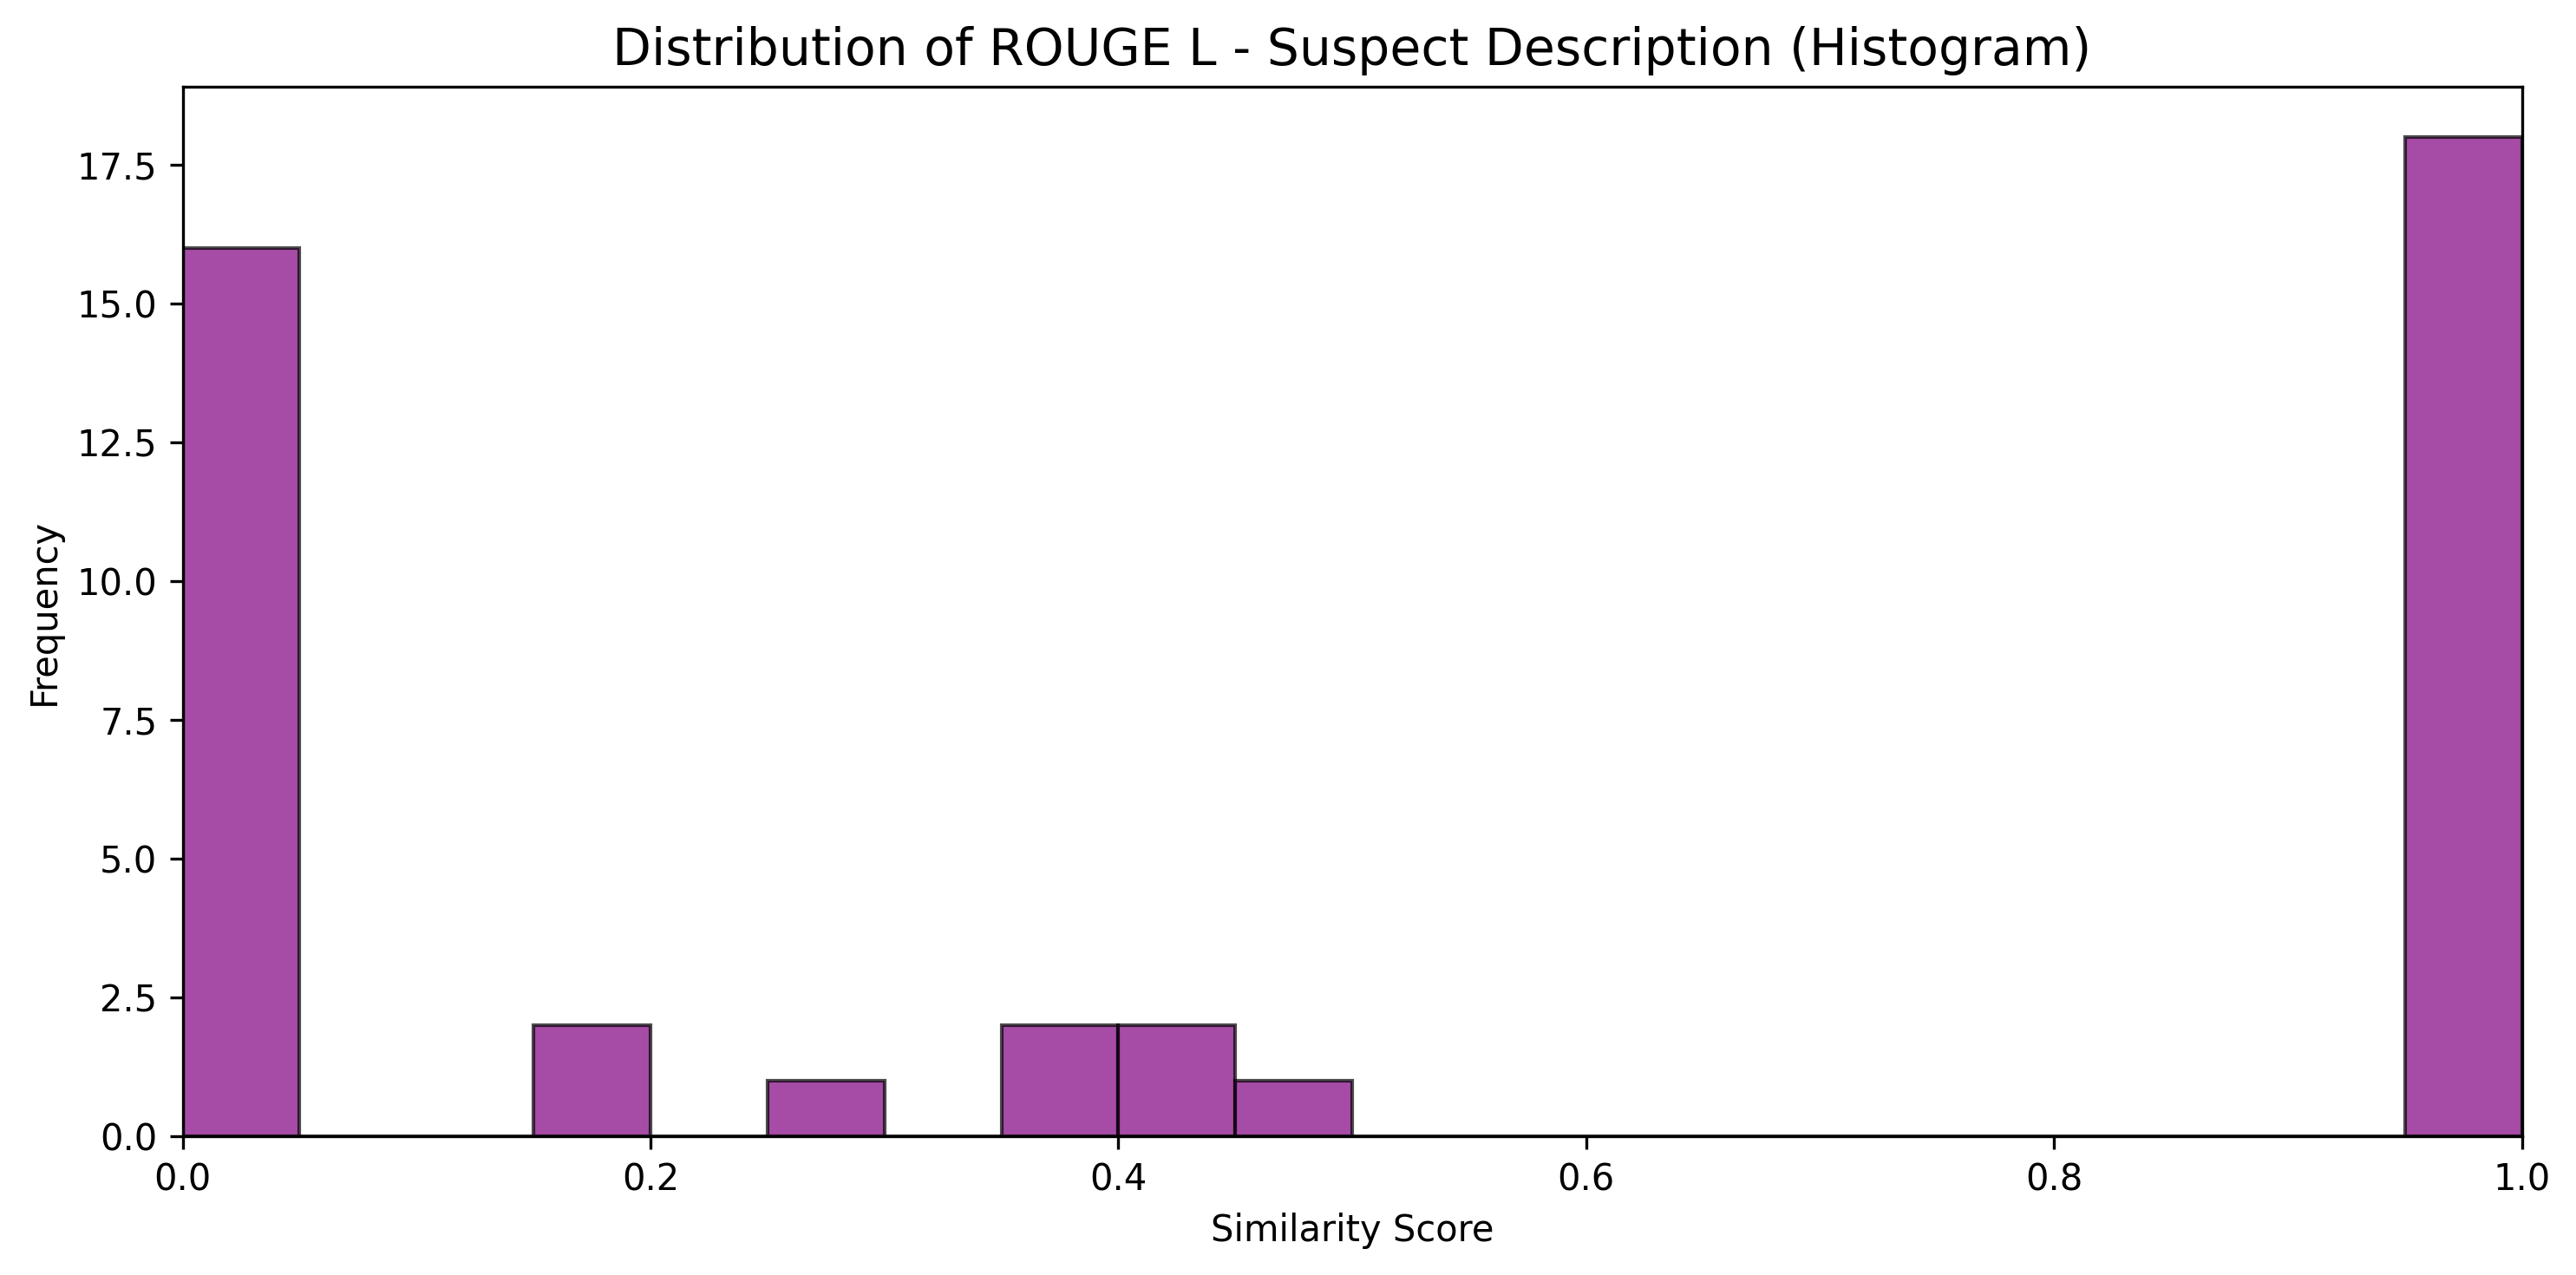 Distribution of ROUGE L - Suspect Description (Histogram)
17.5
15.0
12.5
10.0
7.5
5.0
2.5
0.0
Frequency
0.0 0.2 0.4 0.6 0.8 1.0
Similarity Score